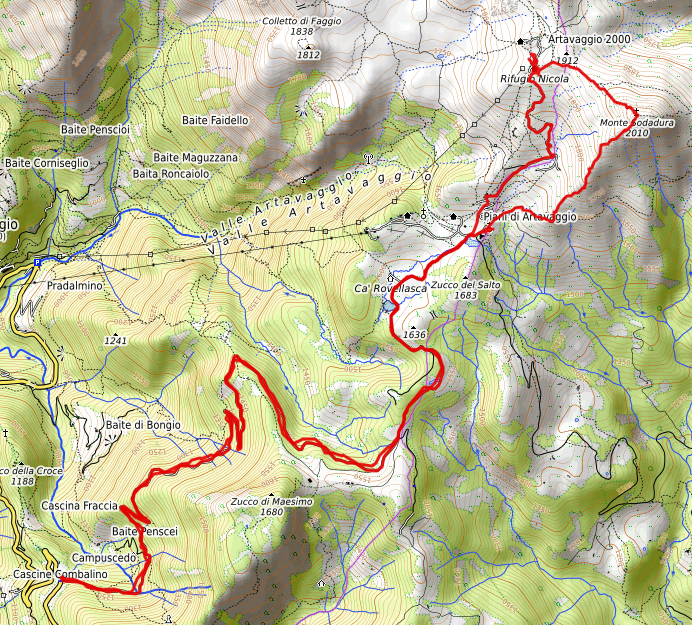 Colletto di Faggio
1838
1812
Artavaggio 2000
1912
Rifugio Nicola
Baite Faidello
Baite Penscioi
Monte Sodadura
2010
Baite Maguzzana
Baite Corniseglio
Baita Roncaiolo
Valle Artavaggio
Valle Artavaggio
Piani di Artavaggio
ggio
Pradalmino
Ca' Rovellasca
Zucco del Salto
1683
1636
1241
Baite di Bongio
co della Croce
1188
Zucco di Maesimo
1680
Cascina Fraccia
Baite Penscei
Campuscedo
Cascine Combalino